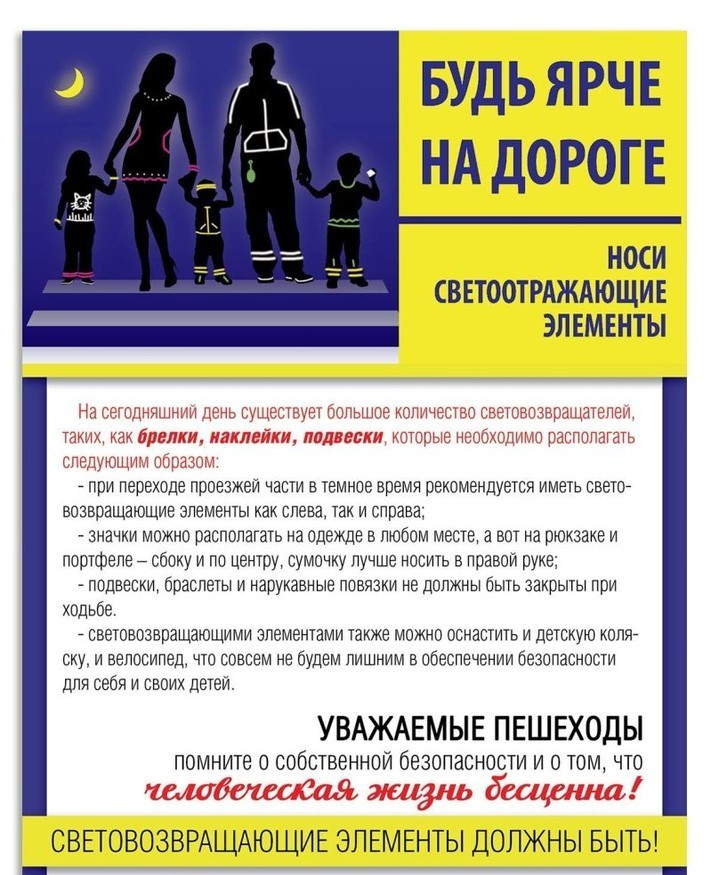 БУДЬ ЯРЧЕ
НА ДОРОГЕ
НОСИ
СВЕТООТРАЖАЮЩИЕ
ЭЛЕМЕНТЫ
На сегодняшний день существует большое количество световозвращателей,
таких, как брелки, наклейки, подвески, которые необходимо располагать
следующим образом:
- при переходе проезжей части в темное время рекомендуется иметь свето-
возвращающие элементы как слева, так и справа;
- значки можно располагать на одежде в любом месте, а вот на рюкзаке и
портфеле – сбоку и по центру, сумочку лучше носить в правой руке;
- подвески, браслеты и нарукавные повязки не должны быть закрыты при
ходьбе.
- световозвращающими элементами также можно оснастить и детскую коля-
ску, и велосипед, что совсем не будем лишним в обеспечении безопасности
для себя и своих детей.
УВАЖАЕМЫЕ ПЕШЕХОДЫ
помните о собственной безопасности и о том, что
человеческая жизнь бесценна!
СВЕТОВОЗВРАЩАЮЩИЕ ЭЛЕМЕНТЫ ДОЛЖНЫ БЫТЬ!